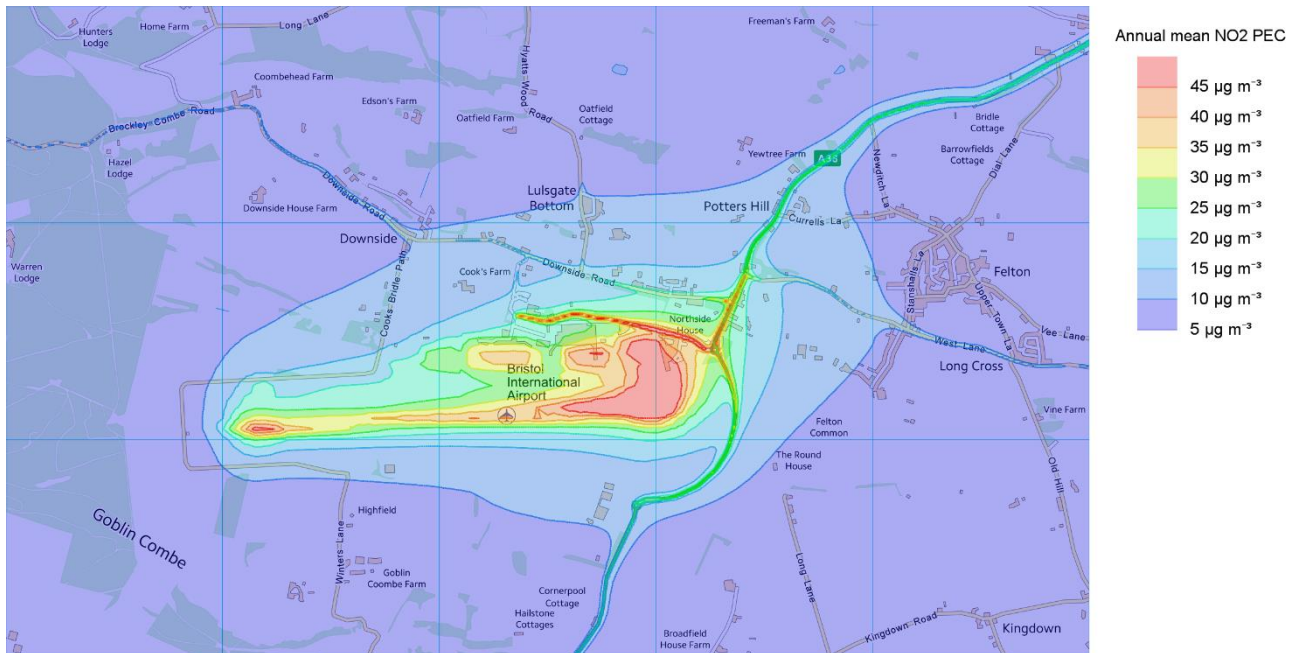 Freeman's Farm
Hunters
Lodge
Home Farm
Long Lane
Hyatts Wood
Road
Coombehead Farm
Edson's Farm
Oatfield Farm
Oatfield
Cottage
Brockley Combe Road
Hazel
Lodge
Bridle
Cottage
Barrowfields
Cottage
Dial Lane
A38
Yewtree Farm
Newditch La
Downside Road
Downside House Farm
Lulsgate
Bottom
Potters Hill
Currells La
Downside
Warren
Lodge
Cooks Bridle Path
Cook's Farm
Downside Road
Stanshalls La
Felton
Upper Town La
Northside
House
Vee Lane
West Lane
Long Cross
Bristol
International
Airport
Felton
Common
Vine Farm
The Round
House
Old Hill
Goblin Combe
Highfield
Winters Lane
Goblin
Coombe Farm
Cornerpool
Cottage
Hailstone
Cottages
Broadfield
House Farm
Long Lane
Kingdown Road
Kingdown
Annual mean NO2 PEC
45 µg m⁻³
40 µg m⁻³
35 µg m⁻³
30 µg m⁻³
25 µg m⁻³
20 µg m⁻³
15 µg m⁻³
10 µg m⁻³
5 µg m⁻³